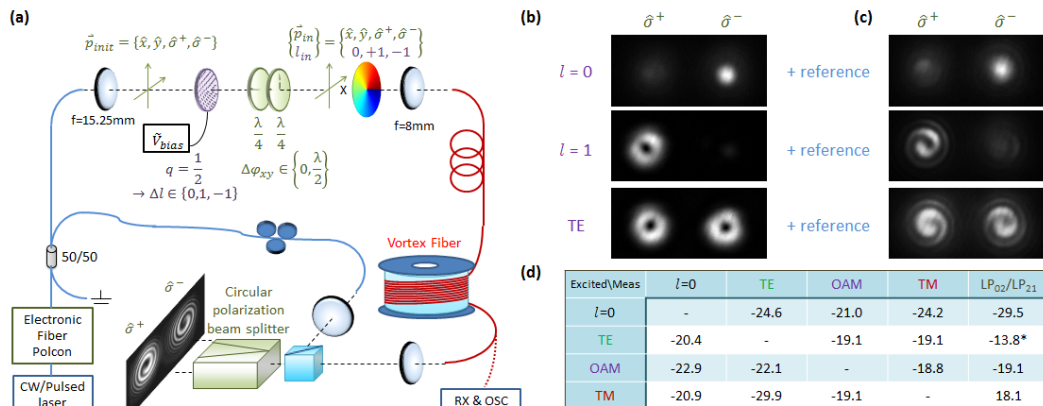 (a)
p⃗init = {x̂, ŷ, σ̂⁺, σ̂⁻}
{p⃗in lin} = {x̂, ŷ, σ̂⁺, σ̂⁻ 0, +1, −1}
x
f=15.25mm
f=8mm
Ṽbias
λ/4 λ/4
q = 1/2
→ Δl ∈ {0,1, −1}
Δφxy ∈ {0, λ/2}
50/50
Vortex Fiber
σ̂⁻
σ̂⁺
Circular
polarization
beam splitter
Electronic
Fiber
Polcon
CW/Pulsed
laser
RX & OSC
(b)
σ̂⁺ σ̂⁻
l = 0
l = 1
TE
+ reference
+ reference
+ reference
(c)
σ̂⁺ σ̂⁻
(d)
Excited\Meas l=0 TE OAM TM LP02/LP21
l=0 - -24.6 -21.0 -24.2 -29.5
TE -20.4 - -19.1 -19.1 -13.8*
OAM -22.9 -22.1 - -18.8 -19.1
TM -20.9 -29.9 -19.1 - 18.1